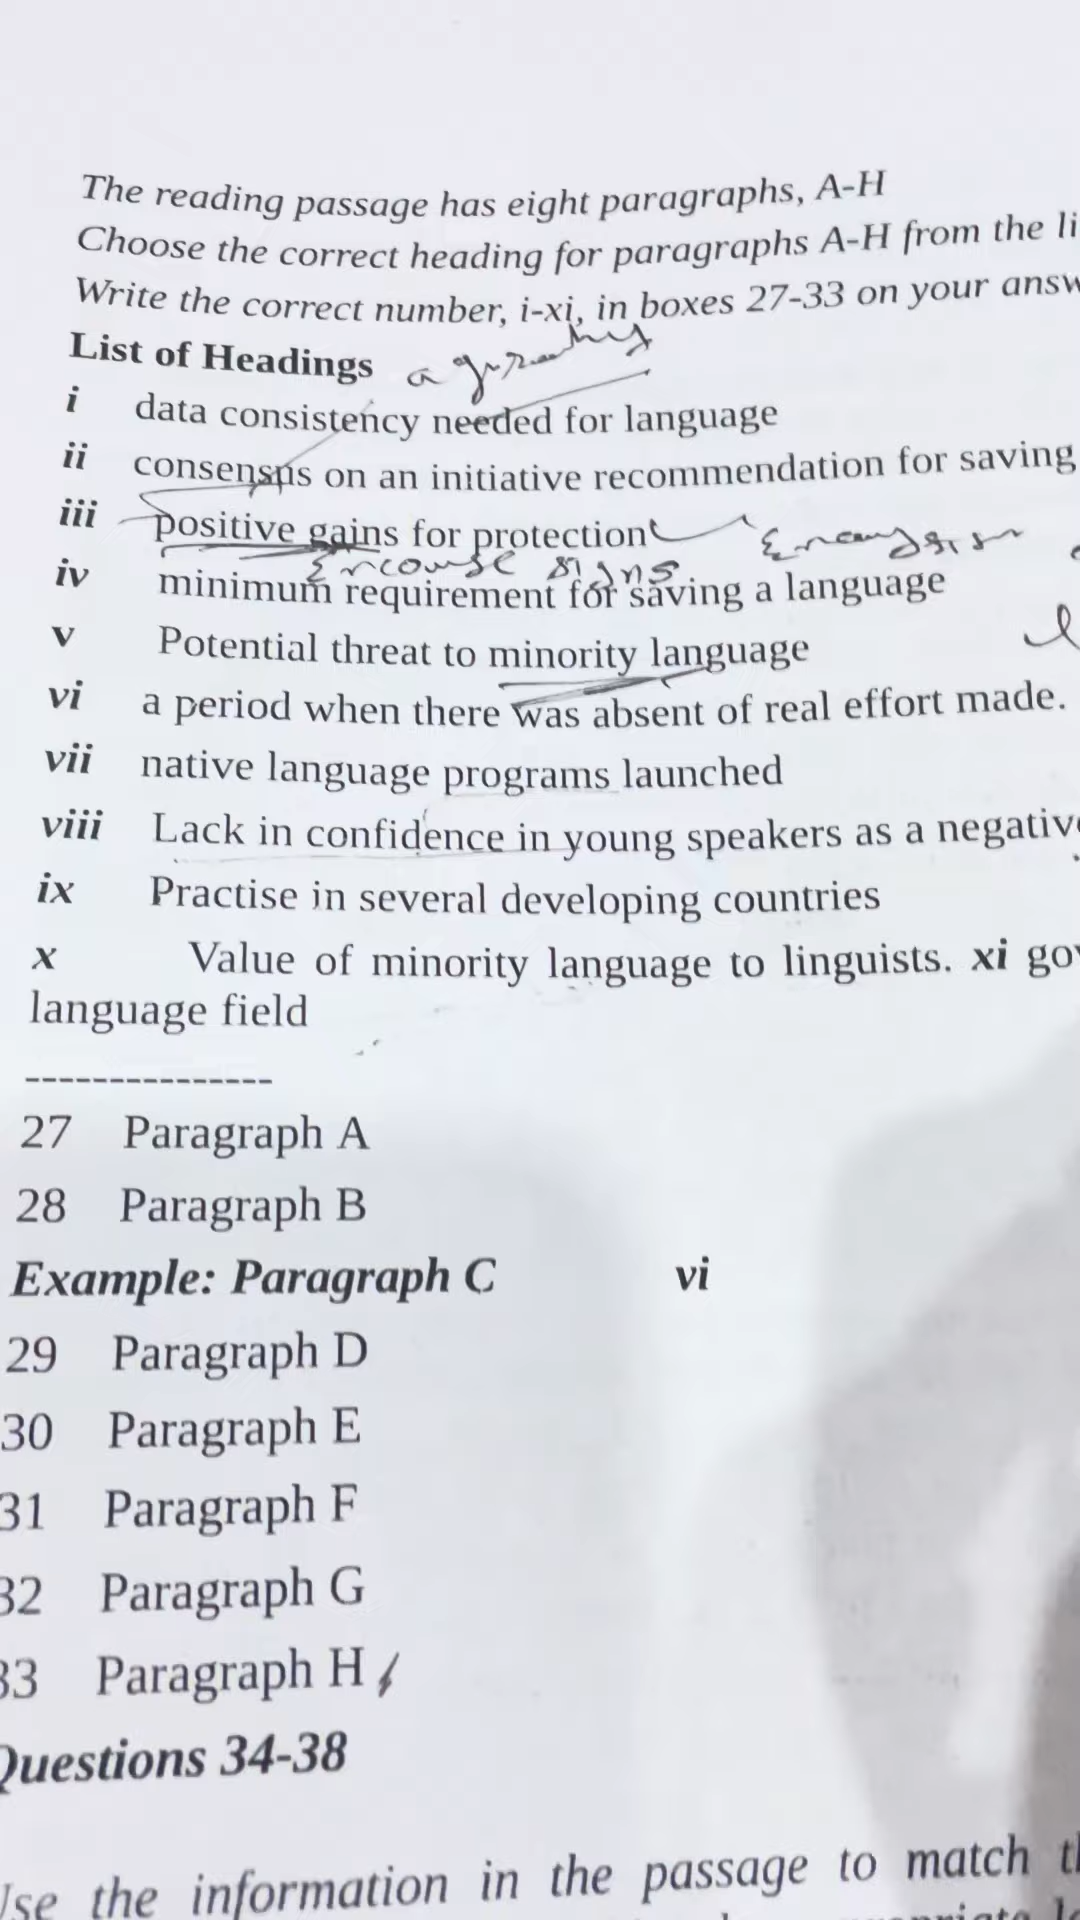 The reading passage has eight paragraphs, A-H
Choose the correct heading for paragraphs A-H from the li
Write the correct number, i-xi, in boxes 27-33 on your answ
List of Headings
i data consistency needed for language
ii consensus on an initiative recommendation for saving
iii positive gains for protection
Encourse signs
iv minimum requirement for saving a language
v Potential threat to minority language
vi a period when there was absent of real effort made.
vii native language programs launched
viii Lack in confidence in young speakers as a negative
ix Practise in several developing countries
x Value of minority language to linguists. xi gov
language field
---------------
27 Paragraph A
28 Paragraph B
Example: Paragraph C vi
29 Paragraph D
30 Paragraph E
31 Paragraph F
32 Paragraph G
33 Paragraph H
Questions 34-38
Use the information in the passage to match th